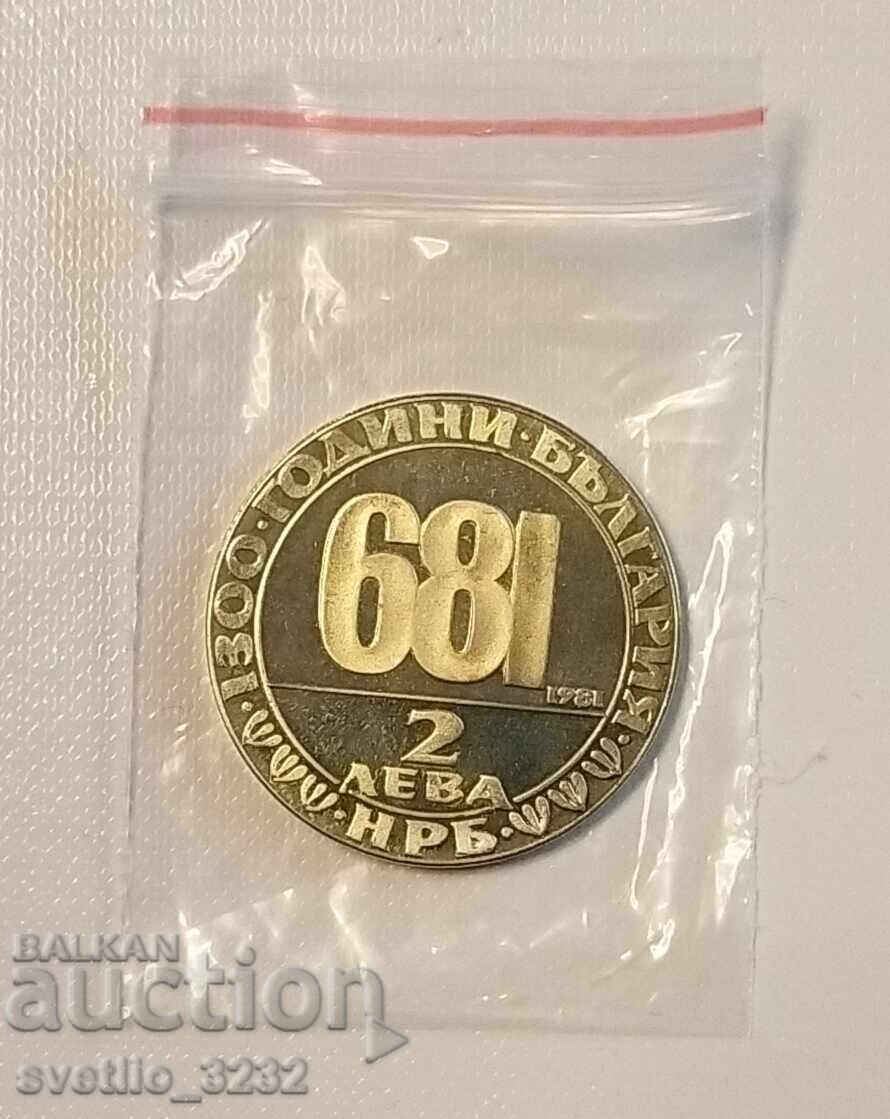 1300·ГОДИНИ·БЪЛГАРИЯ·
681
1981
2
ЛЕВА
·НРБ·
BALKAN
auction
svetlio_3232